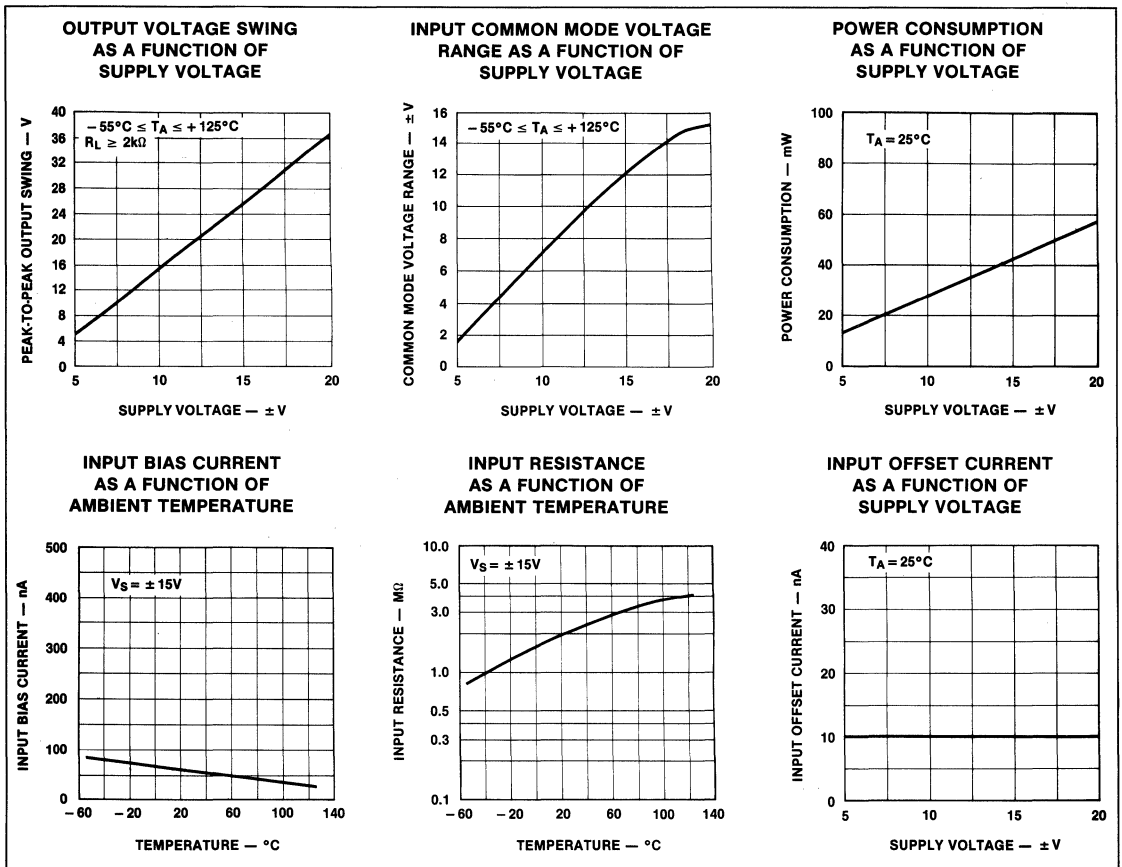 OUTPUT VOLTAGE SWING
AS A FUNCTION OF
SUPPLY VOLTAGE
PEAK-TO-PEAK OUTPUT SWING — V
40
36
32
28
24
20
16
12
8
4
0
−55°C ≤ TA ≤ +125°C
RL ≥ 2kΩ
5
10
15
20
SUPPLY VOLTAGE — ± V
INPUT COMMON MODE VOLTAGE
RANGE AS A FUNCTION OF
SUPPLY VOLTAGE
COMMON MODE VOLTAGE RANGE — ± V
16
14
12
10
8
6
4
2
0
−55°C ≤ TA ≤ +125°C
5
10
15
20
SUPPLY VOLTAGE — ± V
POWER CONSUMPTION
AS A FUNCTION OF
SUPPLY VOLTAGE
POWER CONSUMPTION — mW
100
80
60
40
20
0
TA = 25°C
5
10
15
20
SUPPLY VOLTAGE — ± V
INPUT BIAS CURRENT
AS A FUNCTION OF
AMBIENT TEMPERATURE
INPUT BIAS CURRENT — nA
500
400
300
200
100
0
VS = ± 15V
−60
−20
20
60
100
140
TEMPERATURE — °C
INPUT RESISTANCE
AS A FUNCTION OF
AMBIENT TEMPERATURE
INPUT RESISTANCE — MΩ
10.0
5.0
3.0
1.0
0.5
0.3
0.1
VS = ± 15V
−60
−20
20
60
100
140
TEMPERATURE — °C
INPUT OFFSET CURRENT
AS A FUNCTION OF
SUPPLY VOLTAGE
INPUT OFFSET CURRENT — nA
40
30
20
10
0
TA = 25°C
5
10
15
20
SUPPLY VOLTAGE — ± V